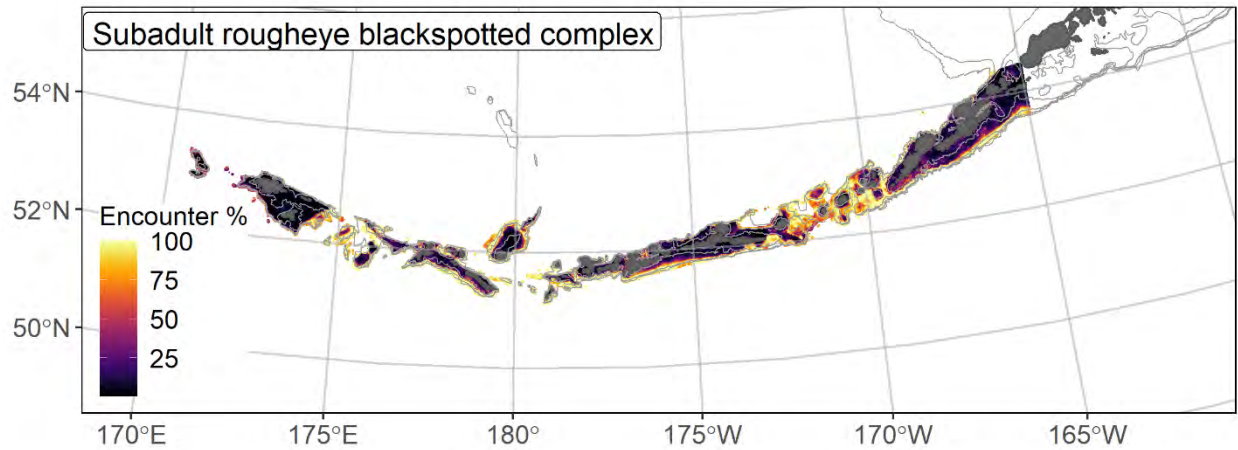 Subadult rougheye blackspotted complex
54°N
52°N
50°N
Encounter %
100
75
50
25
170°E
175°E
180°
175°W
170°W
165°W